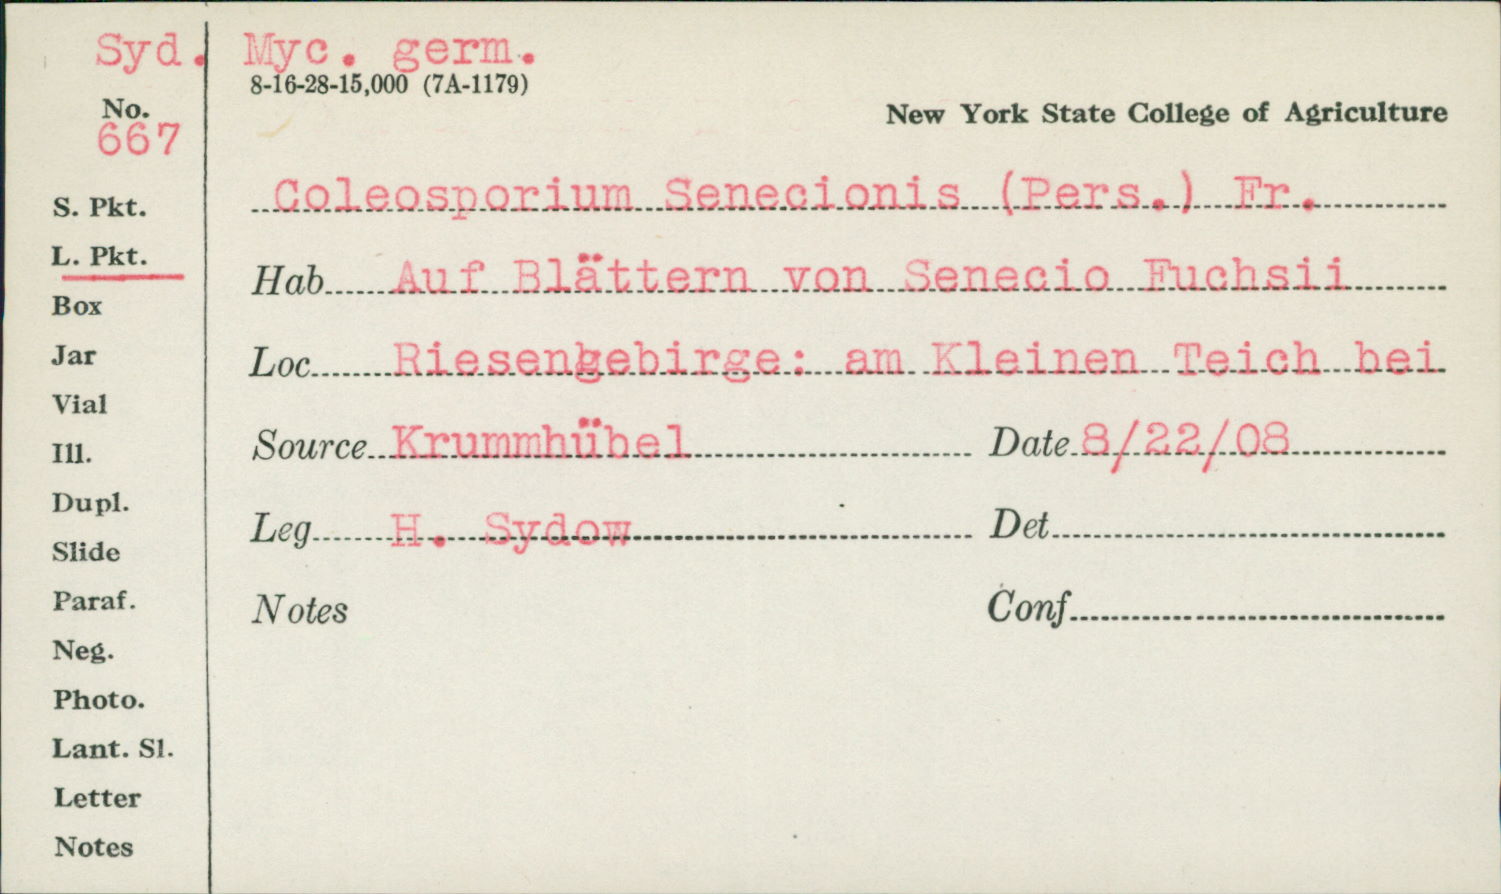 Syd. Myc. germ.
8-16-28-15,000 (7A-1179)
No.
667
New York State College of Agriculture
S. Pkt.
Coleosporium Senecionis (Pers.) Fr.
L. Pkt.
Hab. Auf Blättern von Senecio Fuchsii
Box
Jar
Loc. Riesengebirge: am Kleinen Teich bei
Vial
Ill.
Source Krummhübel Date 8/22/08
Dupl.
Leg. H. Sydow Det.
Slide
Paraf.
Notes Conf.
Neg.
Photo.
Lant. Sl.
Letter
Notes